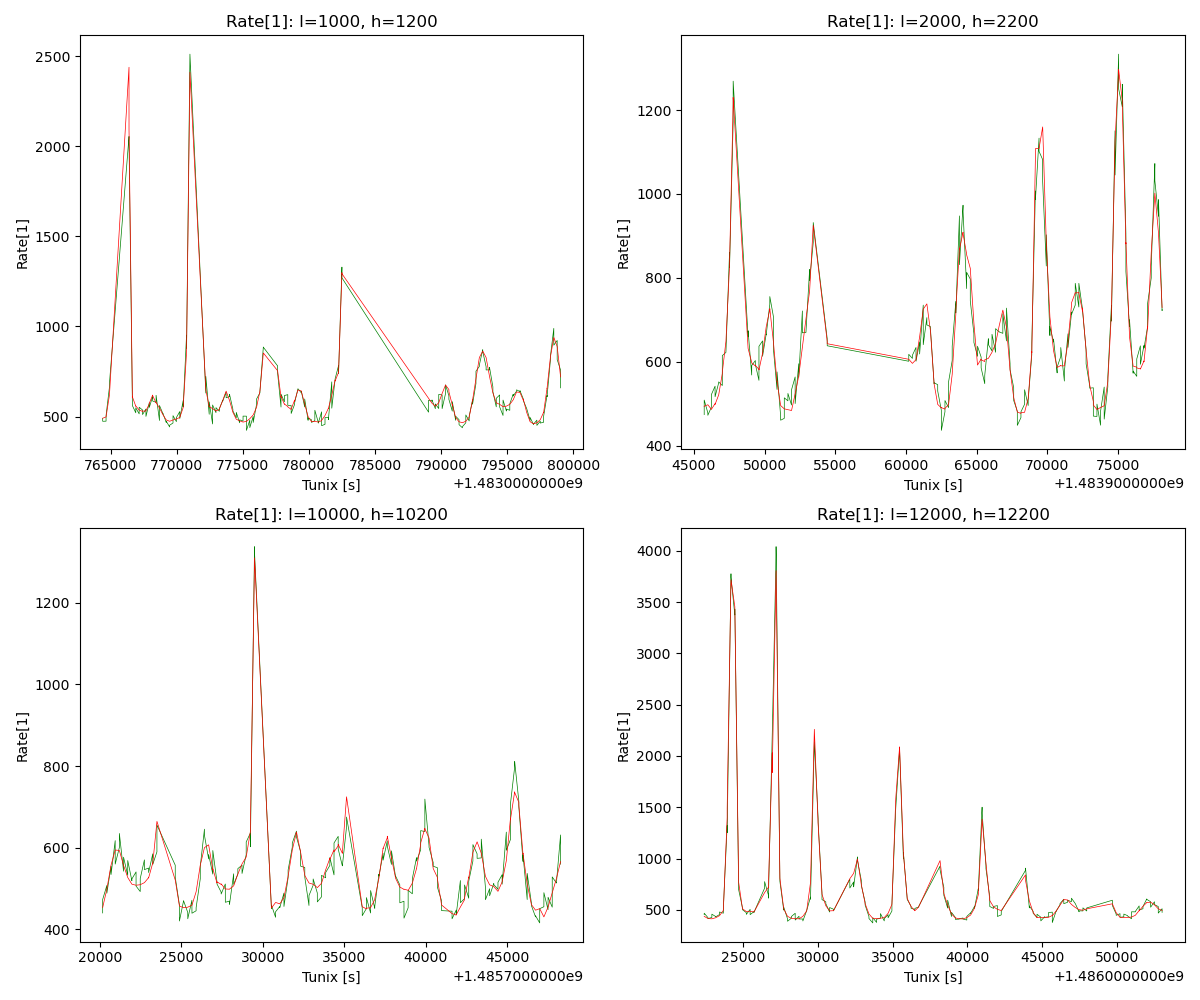 Rate[1]: l=1000, h=1200
2500
2000
1500
1000
500
Rate[1]
765000 770000 775000 780000 785000 790000 795000 800000
Tunix [s]
+1.4830000000e9
Rate[1]: l=2000, h=2200
1200
1000
800
600
400
Rate[1]
45000 50000 55000 60000 65000 70000 75000
Tunix [s]
+1.4839000000e9
Rate[1]: l=10000, h=10200
1200
1000
800
600
400
Rate[1]
20000 25000 30000 35000 40000 45000
Tunix [s]
+1.4857000000e9
Rate[1]: l=12000, h=12200
4000
3500
3000
2500
2000
1500
1000
500
Rate[1]
25000 30000 35000 40000 45000 50000
Tunix [s]
+1.4860000000e9